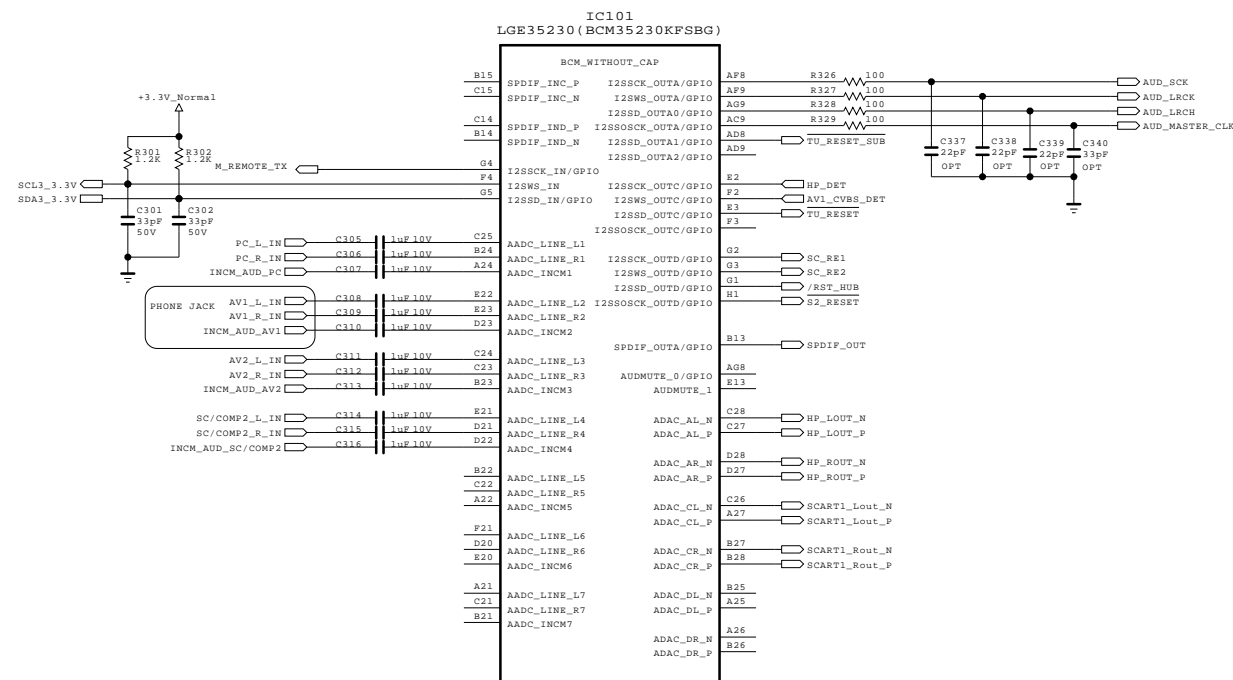 IC101
LGE35230(BCM35230KFSBG)
BCM_WITHOUT_CAP
+3.3V_Normal
R301
1.2K
R302
1.2K
M_REMOTE_TX
SCL3_3.3V
SDA3_3.3V
C301
33pF
50V
C302
33pF
50V
B15 SPDIF_INC_P
C15 SPDIF_INC_N
C14 SPDIF_IND_P
B14 SPDIF_IND_N
G4 I2SSCK_IN/GPIO
F4 I2SWS_IN
G5 I2SSD_IN/GPIO
PC_L_IN C305 1uF 10V C25 AADC_LINE_L1
PC_R_IN C306 1uF 10V B24 AADC_LINE_R1
INCM_AUD_PC C307 1uF 10V A24 AADC_INCM1
PHONE JACK
AV1_L_IN C308 1uF 10V E22 AADC_LINE_L2
AV1_R_IN C309 1uF 10V E23 AADC_LINE_R2
INCM_AUD_AV1 C310 1uF 10V D23 AADC_INCM2
AV2_L_IN C311 1uF 10V C24 AADC_LINE_L3
AV2_R_IN C312 1uF 10V C23 AADC_LINE_R3
INCM_AUD_AV2 C313 1uF 10V B23 AADC_INCM3
SC/COMP2_L_IN C314 1uF 10V E21 AADC_LINE_L4
SC/COMP2_R_IN C315 1uF 10V D21 AADC_LINE_R4
INCM_AUD_SC/COMP2 C316 1uF 10V D22 AADC_INCM4
B22 AADC_LINE_L5
C22 AADC_LINE_R5
A22 AADC_INCM5
F21 AADC_LINE_L6
D20 AADC_LINE_R6
E20 AADC_INCM6
A21 AADC_LINE_L7
C21 AADC_LINE_R7
B21 AADC_INCM7
I2SSCK_OUTA/GPIO AF8 R326 100 AUD_SCK
I2SWS_OUTA/GPIO AF9 R327 100 AUD_LRCK
I2SSD_OUTA0/GPIO AG9 R328 100 AUD_LRCH
I2SSOSCK_OUTA/GPIO AC9 R329 100 AUD_MASTER_CLK
I2SSD_OUTA1/GPIO AD8 TU_RESET_SUB
I2SSD_OUTA2/GPIO AD9
C337
22pF
OPT
C338
22pF
OPT
C339
22pF
OPT
C340
33pF
OPT
I2SSCK_OUTC/GPIO E2 HP_DET
I2SWS_OUTC/GPIO F2 AV1_CVBS_DET
I2SSD_OUTC/GPIO E3 TU_RESET
I2SSOSCK_OUTC/GPIO F3
I2SSCK_OUTD/GPIO G2 SC_RE1
I2SWS_OUTD/GPIO G3 SC_RE2
I2SSD_OUTD/GPIO G1 /RST_HUB
I2SSOSCK_OUTD/GPIO H1 S2_RESET
SPDIF_OUTA/GPIO B13 SPDIF_OUT
AUDMUTE_0/GPIO AG8
AUDMUTE_1 E13
ADAC_AL_N C28 HP_LOUT_N
ADAC_AL_P C27 HP_LOUT_P
ADAC_AR_N D28 HP_ROUT_N
ADAC_AR_P D27 HP_ROUT_P
ADAC_CL_N C26 SCART1_Lout_N
ADAC_CL_P A27 SCART1_Lout_P
ADAC_CR_N B27 SCART1_Rout_N
ADAC_CR_P B28 SCART1_Rout_P
ADAC_DL_N B25
ADAC_DL_P A25
ADAC_DR_N A26
ADAC_DR_P B26